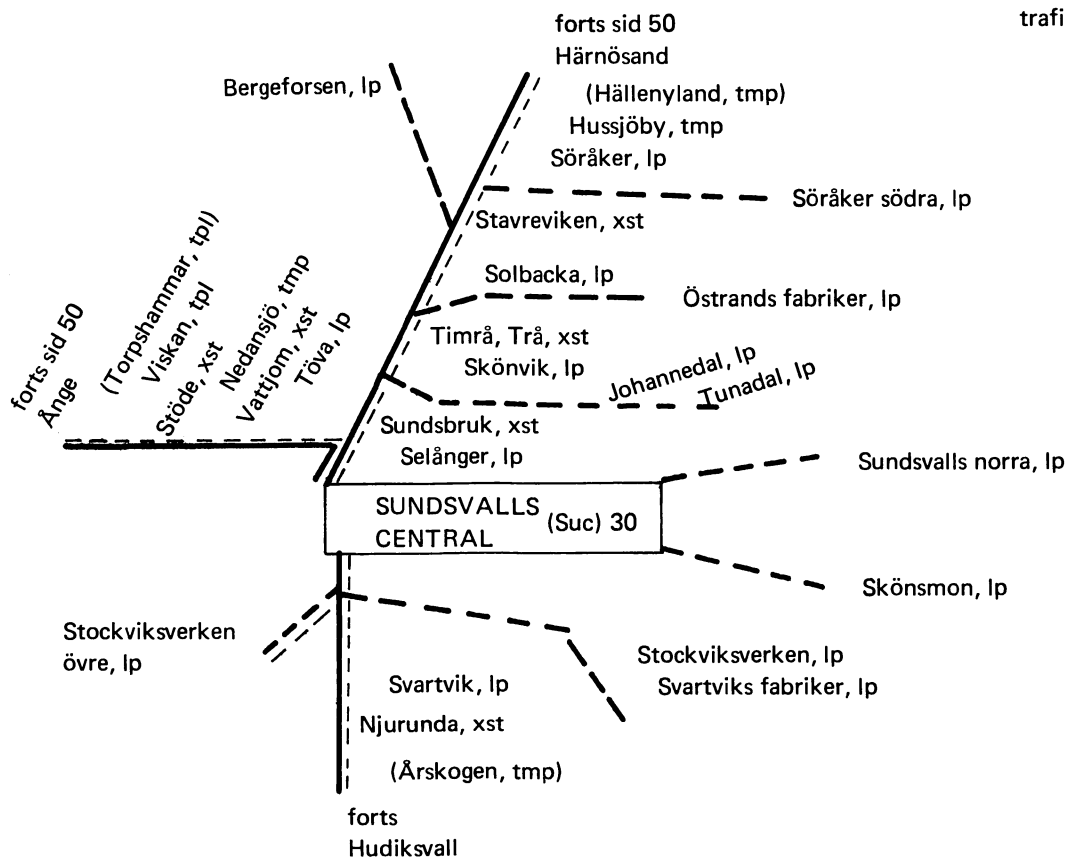 forts sid 50
Härnösand
trafi
Bergeforsen, lp
(Hällenyland, tmp)
Hussjöby, tmp
Söråker, lp
Söråker södra, lp
Stavreviken, xst
Solbacka, lp
Östrands fabriker, lp
Timrå, Trå, xst
Skönvik, lp
Johannedal, lp
Tunadal, lp
forts sid 50
Ånge
(Torpshammar, tpl)
Viskan, tpl
Stöde, xst
Nedansjö, tmp
Vattjom, xst
Töva, lp
Sundsbruk, xst
Selånger, lp
Sundsvalls norra, lp
SUNDSVALLS
CENTRAL
(Suc) 30
Skönsmon, lp
Stockviksverken
övre, lp
Stockviksverken, lp
Svartviks fabriker, lp
Svartvik, lp
Njurunda, xst
(Årskogen, tmp)
forts
Hudiksvall